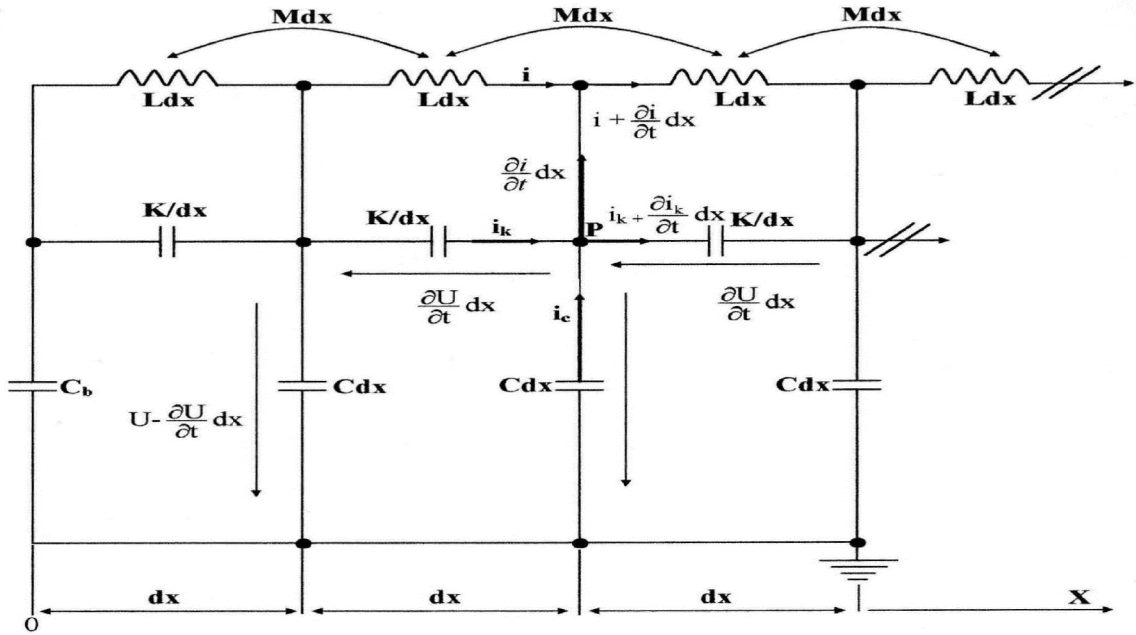 Mdx Mdx Mdx
Ldx Ldx i Ldx Ldx
i + ∂i/∂t dx
∂i/∂t dx
K/dx K/dx i_k P i_k + ∂i_k/∂t dx K/dx
∂U/∂t dx ∂U/∂t dx
i_c
C_b Cdx Cdx Cdx
U- ∂U/∂t dx
dx dx dx X
0